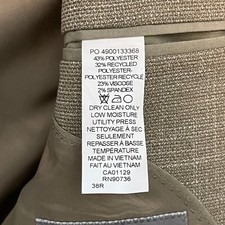 PO 4900133368
43% POLYESTER
32% RECYCLED
POLYESTER-
POLYESTER RECYCLE
23% VISCOSE
2% SPANDEX
DRY CLEAN ONLY
LOW MOISTURE
UTILITY PRESS
NETTOYAGE À SEC
SEULEMENT
REPASSER À BASSE
TEMPÉRATURE
MADE IN VIETNAM
FAIT AU VIETNAM
CA01129
RN90736
38R